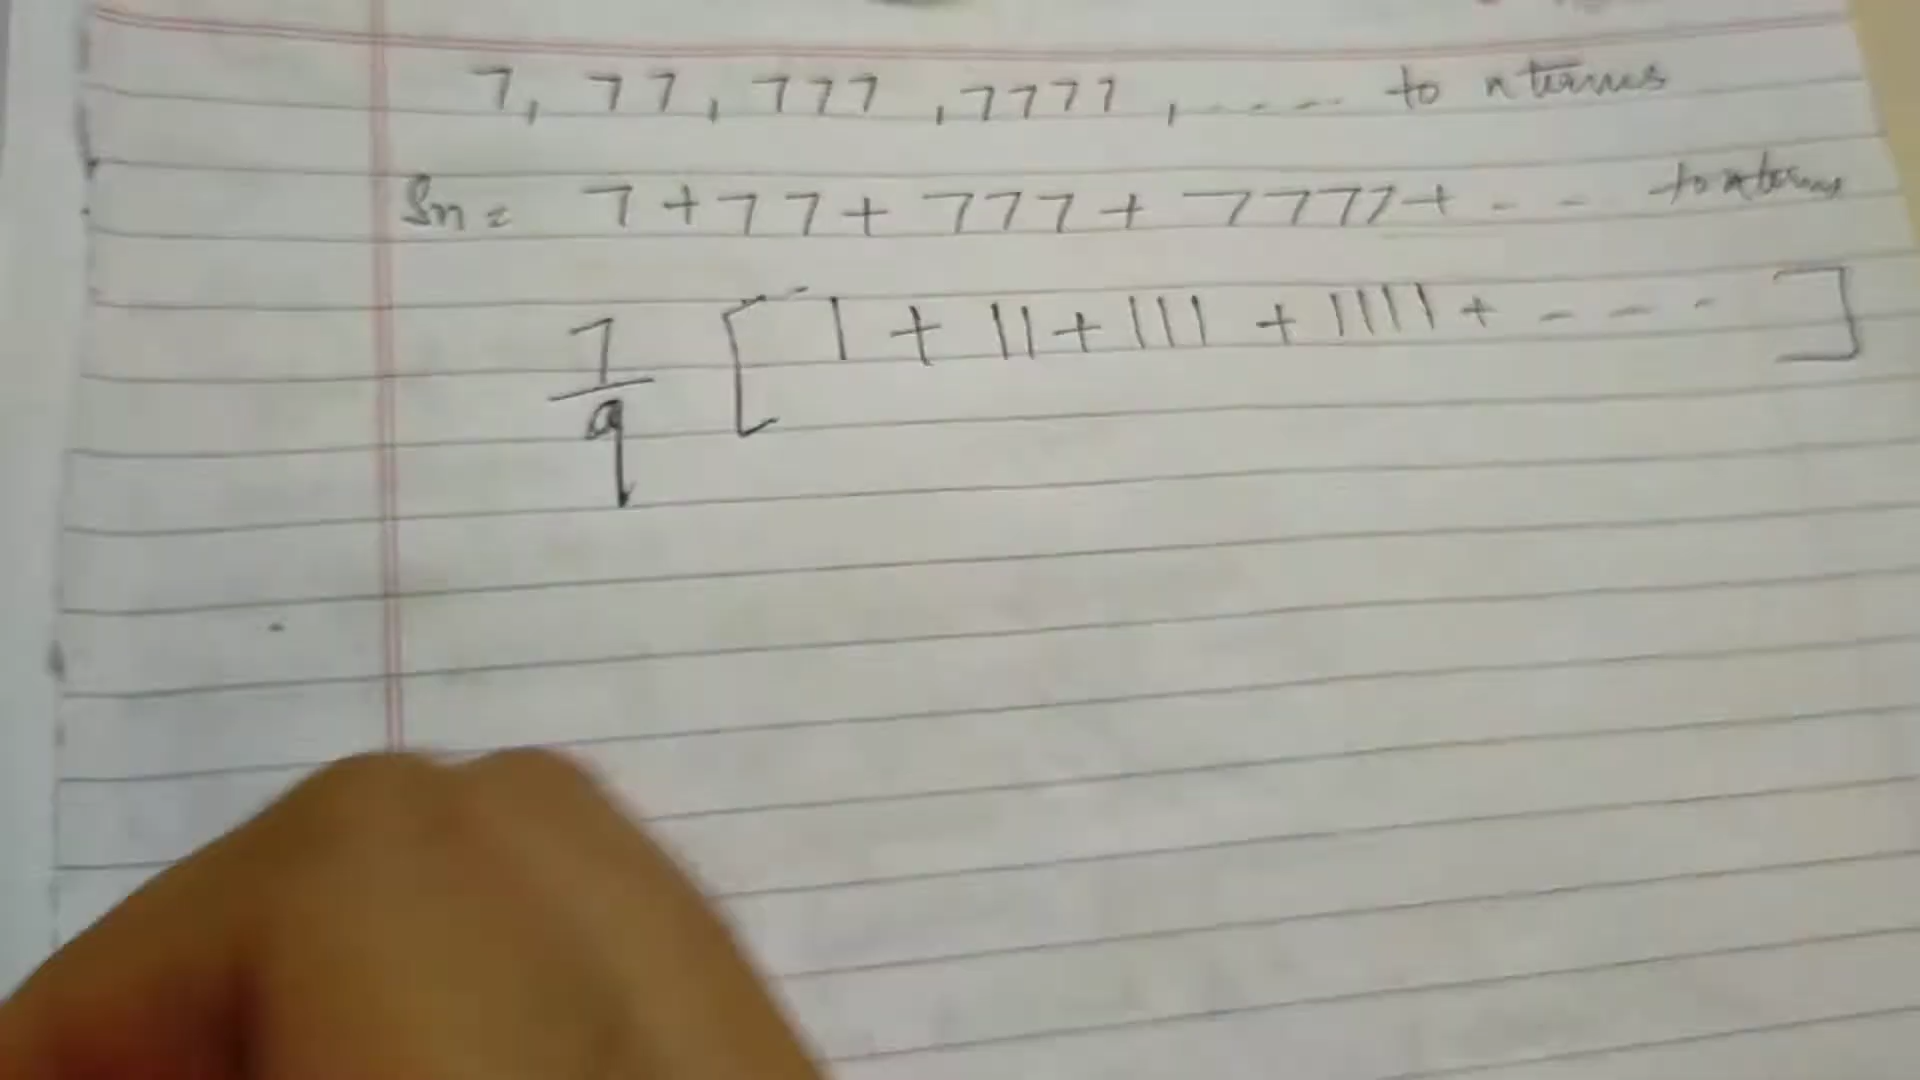 7, 77, 777, 7777, .... to n terms
Sn = 7+77+777+7777+ - - to n terms
7/9 [ 1 + 11 + 111 + 1111 + - - - ]